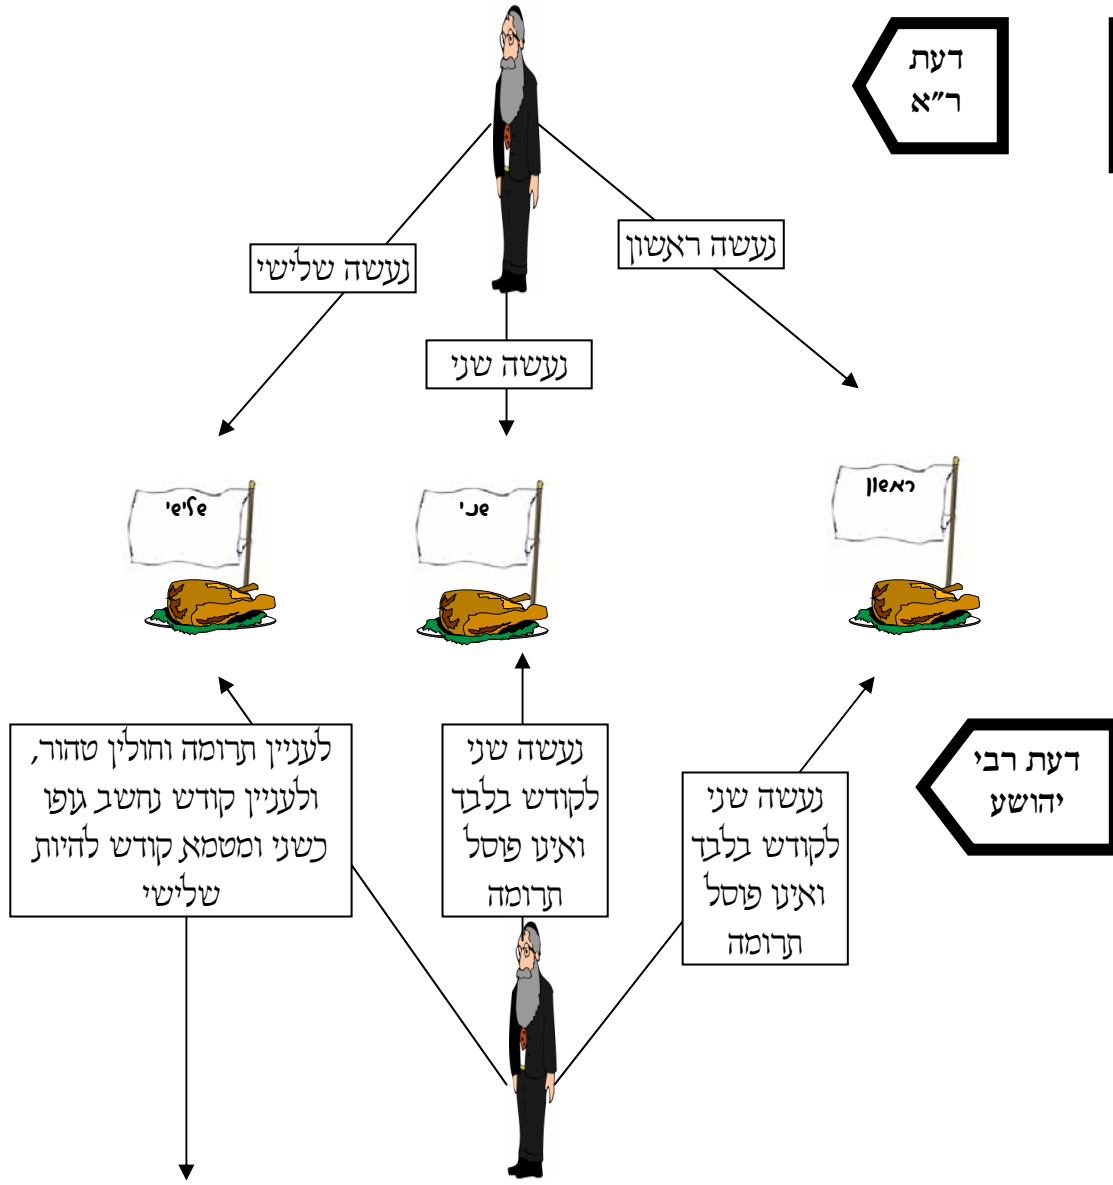 דעת
ר״א
נעשה ראשון
נעשה שלישי
נעשה שני
ראשון
שני
שלישי
דעת רבי
יהושע
נעשה שני
לקודש בלבד
ואינו פוסל
תרומה
נעשה שני
לקודש בלבד
ואינו פוסל
תרומה
לעניין תרומה וחולין טהור,
ולעניין קודש נחשב גופו
כשני ומטמא קודש להיות
שלישי